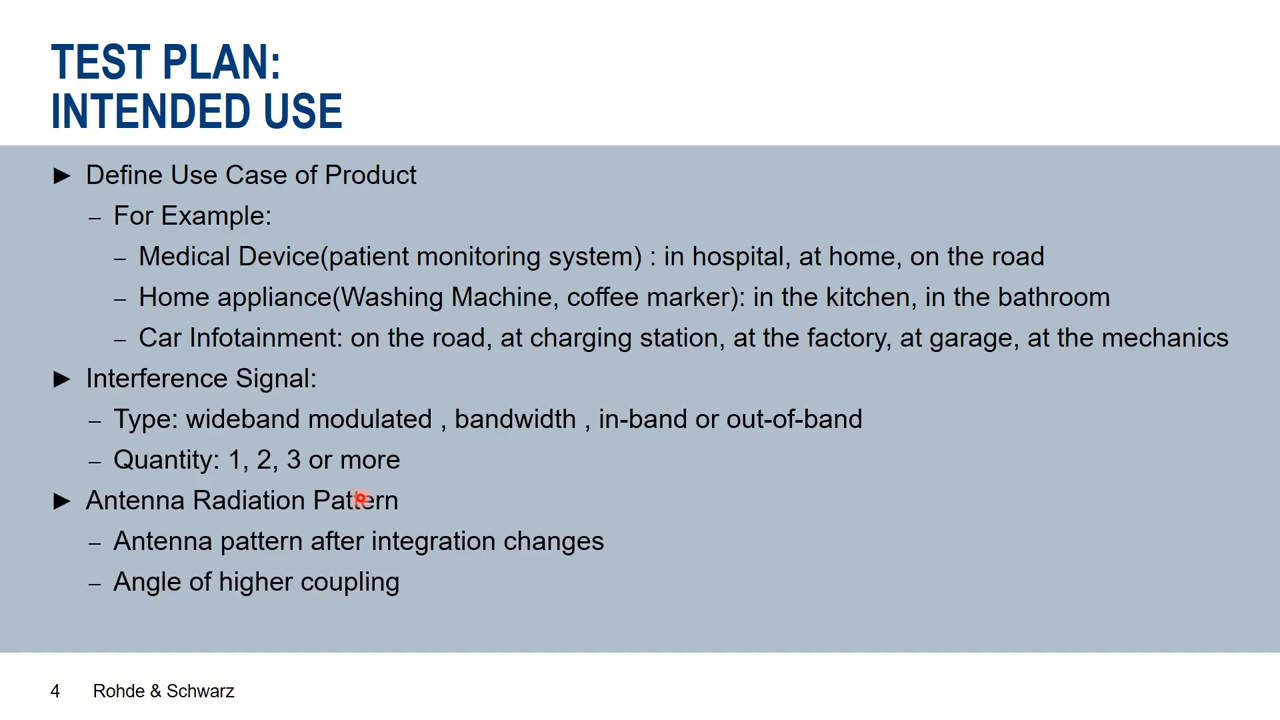 TEST PLAN:
INTENDED USE
► Define Use Case of Product
– For Example:
– Medical Device(patient monitoring system) : in hospital, at home, on the road
– Home appliance(Washing Machine, coffee marker): in the kitchen, in the bathroom
– Car Infotainment: on the road, at charging station, at the factory, at garage, at the mechanics
► Interference Signal:
– Type: wideband modulated , bandwidth , in-band or out-of-band
– Quantity: 1, 2, 3 or more
► Antenna Radiation Pattern
– Antenna pattern after integration changes
– Angle of higher coupling
4 Rohde & Schwarz